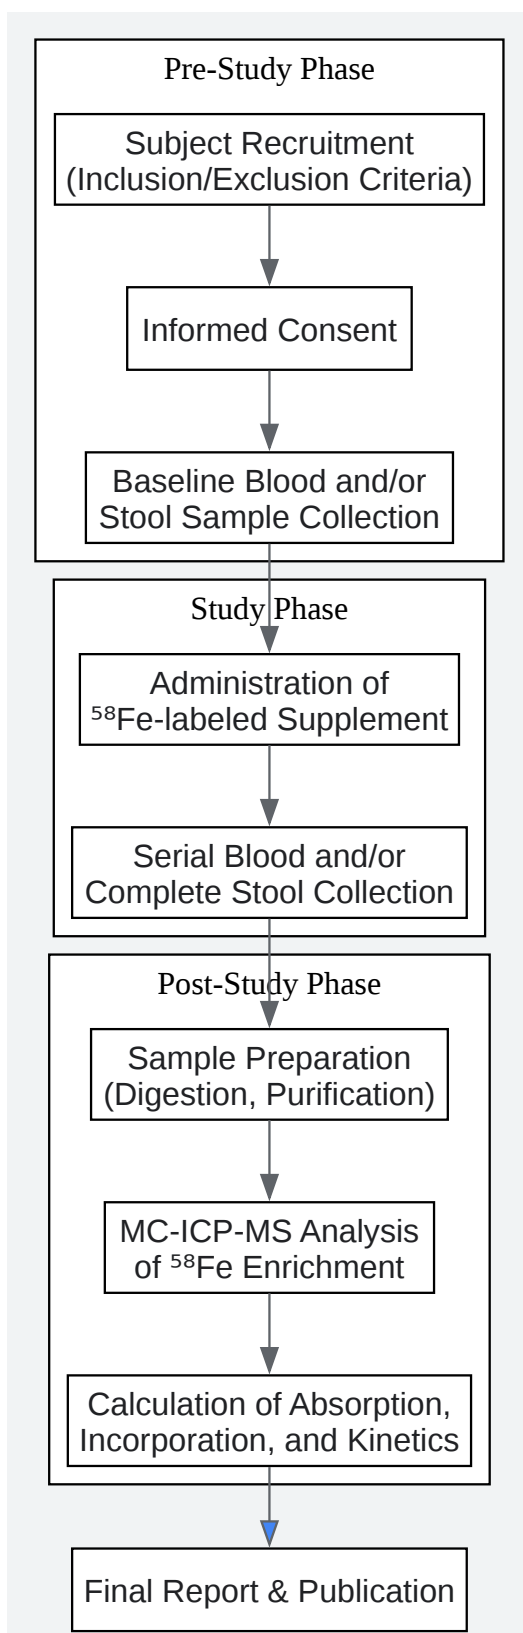 Pre-Study Phase
Subject Recruitment
(Inclusion/Exclusion Criteria)
Informed Consent
Baseline Blood and/or
Stool Sample Collection
Study Phase
Administration of
⁵⁸Fe-labeled Supplement
Serial Blood and/or
Complete Stool Collection
Post-Study Phase
Sample Preparation
(Digestion, Purification)
MC-ICP-MS Analysis
of ⁵⁸Fe Enrichment
Calculation of Absorption,
Incorporation, and Kinetics
Final Report & Publication